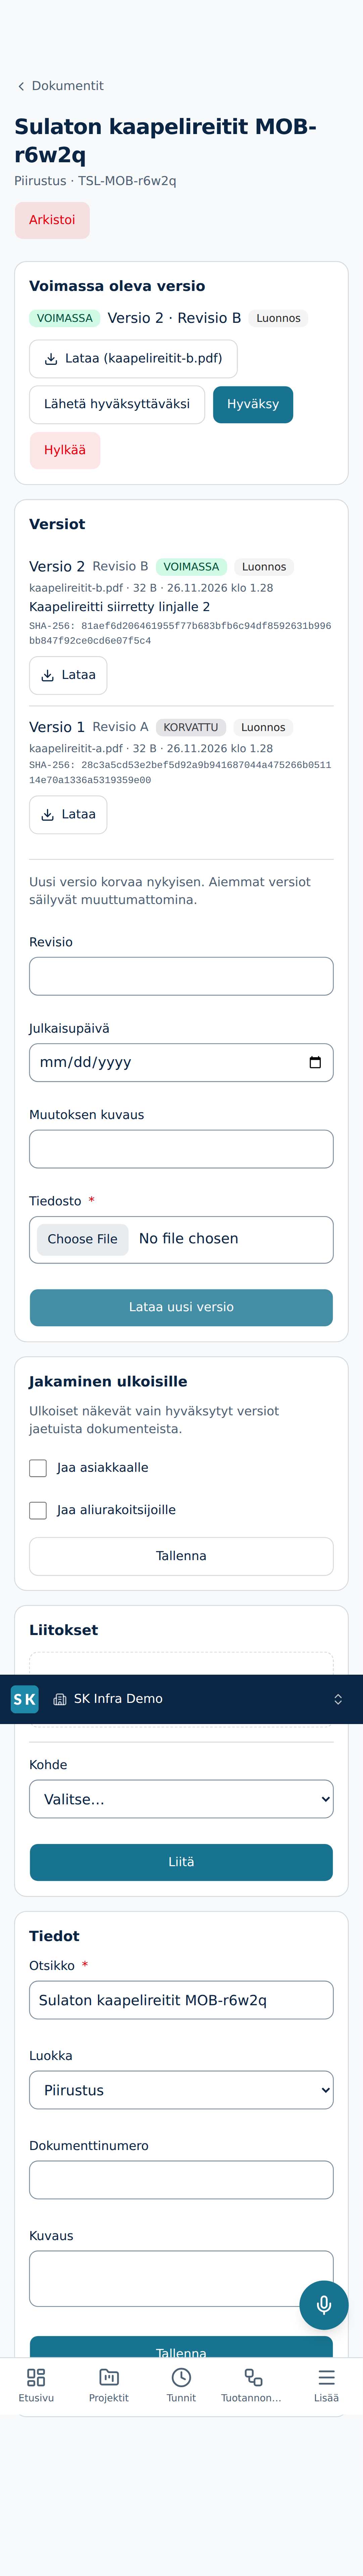 Dokumentit
Sulaton kaapelireitit MOB-
r6w2q
Piirustus · TSL-MOB-r6w2q
Arkistoi
Voimassa oleva versio
VOIMASSA Versio 2 · Revisio B Luonnos
Lataa (kaapelireitit-b.pdf)
Lähetä hyväksyttäväksi Hyväksy
Hylkää
Versiot
Versio 2 Revisio B VOIMASSA Luonnos
kaapelireitit-b.pdf · 32 B · 26.11.2026 klo 1.28
Kaapelireitti siirretty linjalle 2
SHA-256: 81aef6d206461955f77b683bfb6c94df8592631b996
bb847f92ce0cd6e07f5c4
Lataa
Versio 1 Revisio A KORVATTU Luonnos
kaapelireitit-a.pdf · 32 B · 26.11.2026 klo 1.28
SHA-256: 28c3a5cd53e2bef5d92a9b941687044a475266b0511
14e70a1336a5319359e00
Lataa
Uusi versio korvaa nykyisen. Aiemmat versiot
säilyvät muuttumattomina.
Revisio
Julkaisupäivä
mm/dd/yyyy
Muutoksen kuvaus
Tiedosto *
Choose File No file chosen
Lataa uusi versio
Jakaminen ulkoisille
Ulkoiset näkevät vain hyväksytyt versiot
jaetuista dokumenteista.
Jaa asiakkaalle
Jaa aliurakoitsijoille
Tallenna
Liitokset
SK SK Infra Demo
Kohde
Valitse...
Liitä
Tiedot
Otsikko *
Sulaton kaapelireitit MOB-r6w2q
Luokka
Piirustus
Dokumenttinumero
Kuvaus
Tallenna
Etusivu Projektit Tunnit Tuotannon... Lisää